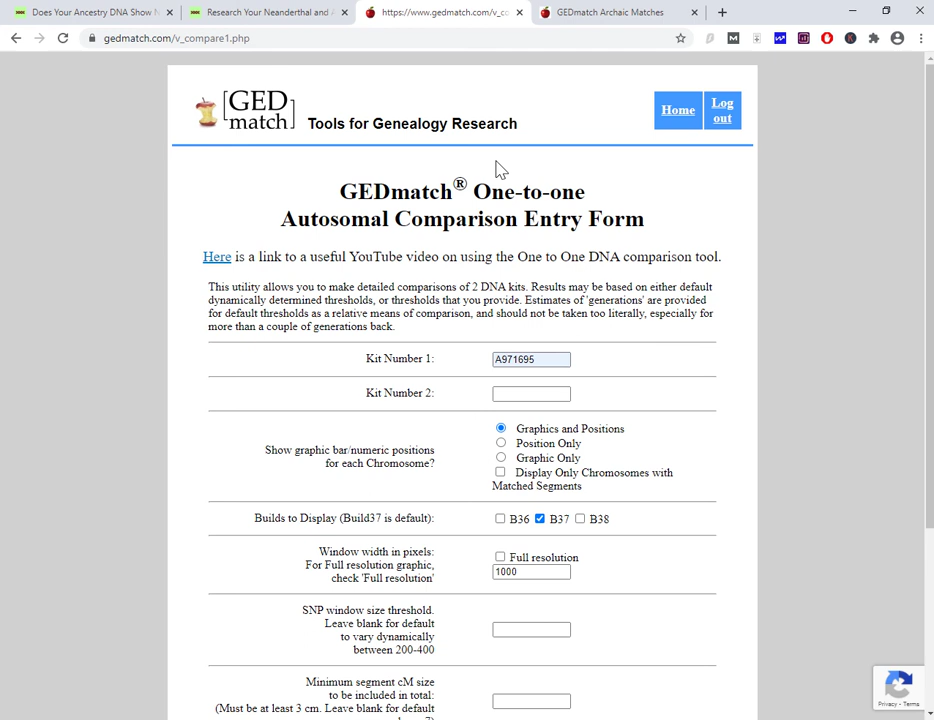 Does Your Ancestry DNA Show N
Research Your Neanderthal and A
https://www.gedmatch.com/v_co
GEDmatch Archaic Matches
gedmatch.com/v_compare1.php
[GED
match]
Tools for Genealogy Research
Home
Log
out
GEDmatch® One-to-one
Autosomal Comparison Entry Form
Here is a link to a useful YouTube video on using the One to One DNA comparison tool.
This utility allows you to make detailed comparisons of 2 DNA kits. Results may be based on either default
dynamically determined thresholds, or thresholds that you provide. Estimates of 'generations' are provided
for default thresholds as a relative means of comparison, and should not be taken too literally, especially for
more than a couple of generations back.
Kit Number 1:
A971695
Kit Number 2:
Show graphic bar/numeric positions
for each Chromosome?
Graphics and Positions
Position Only
Graphic Only
Display Only Chromosomes with
Matched Segments
Builds to Display (Build37 is default):
B36
B37
B38
Window width in pixels:
For Full resolution graphic,
check 'Full resolution'
Full resolution
1000
SNP window size threshold.
Leave blank for default
to vary dynamically
between 200-400
Minimum segment cM size
to be included in total:
(Must be at least 3 cm. Leave blank for default
Privacy - Terms